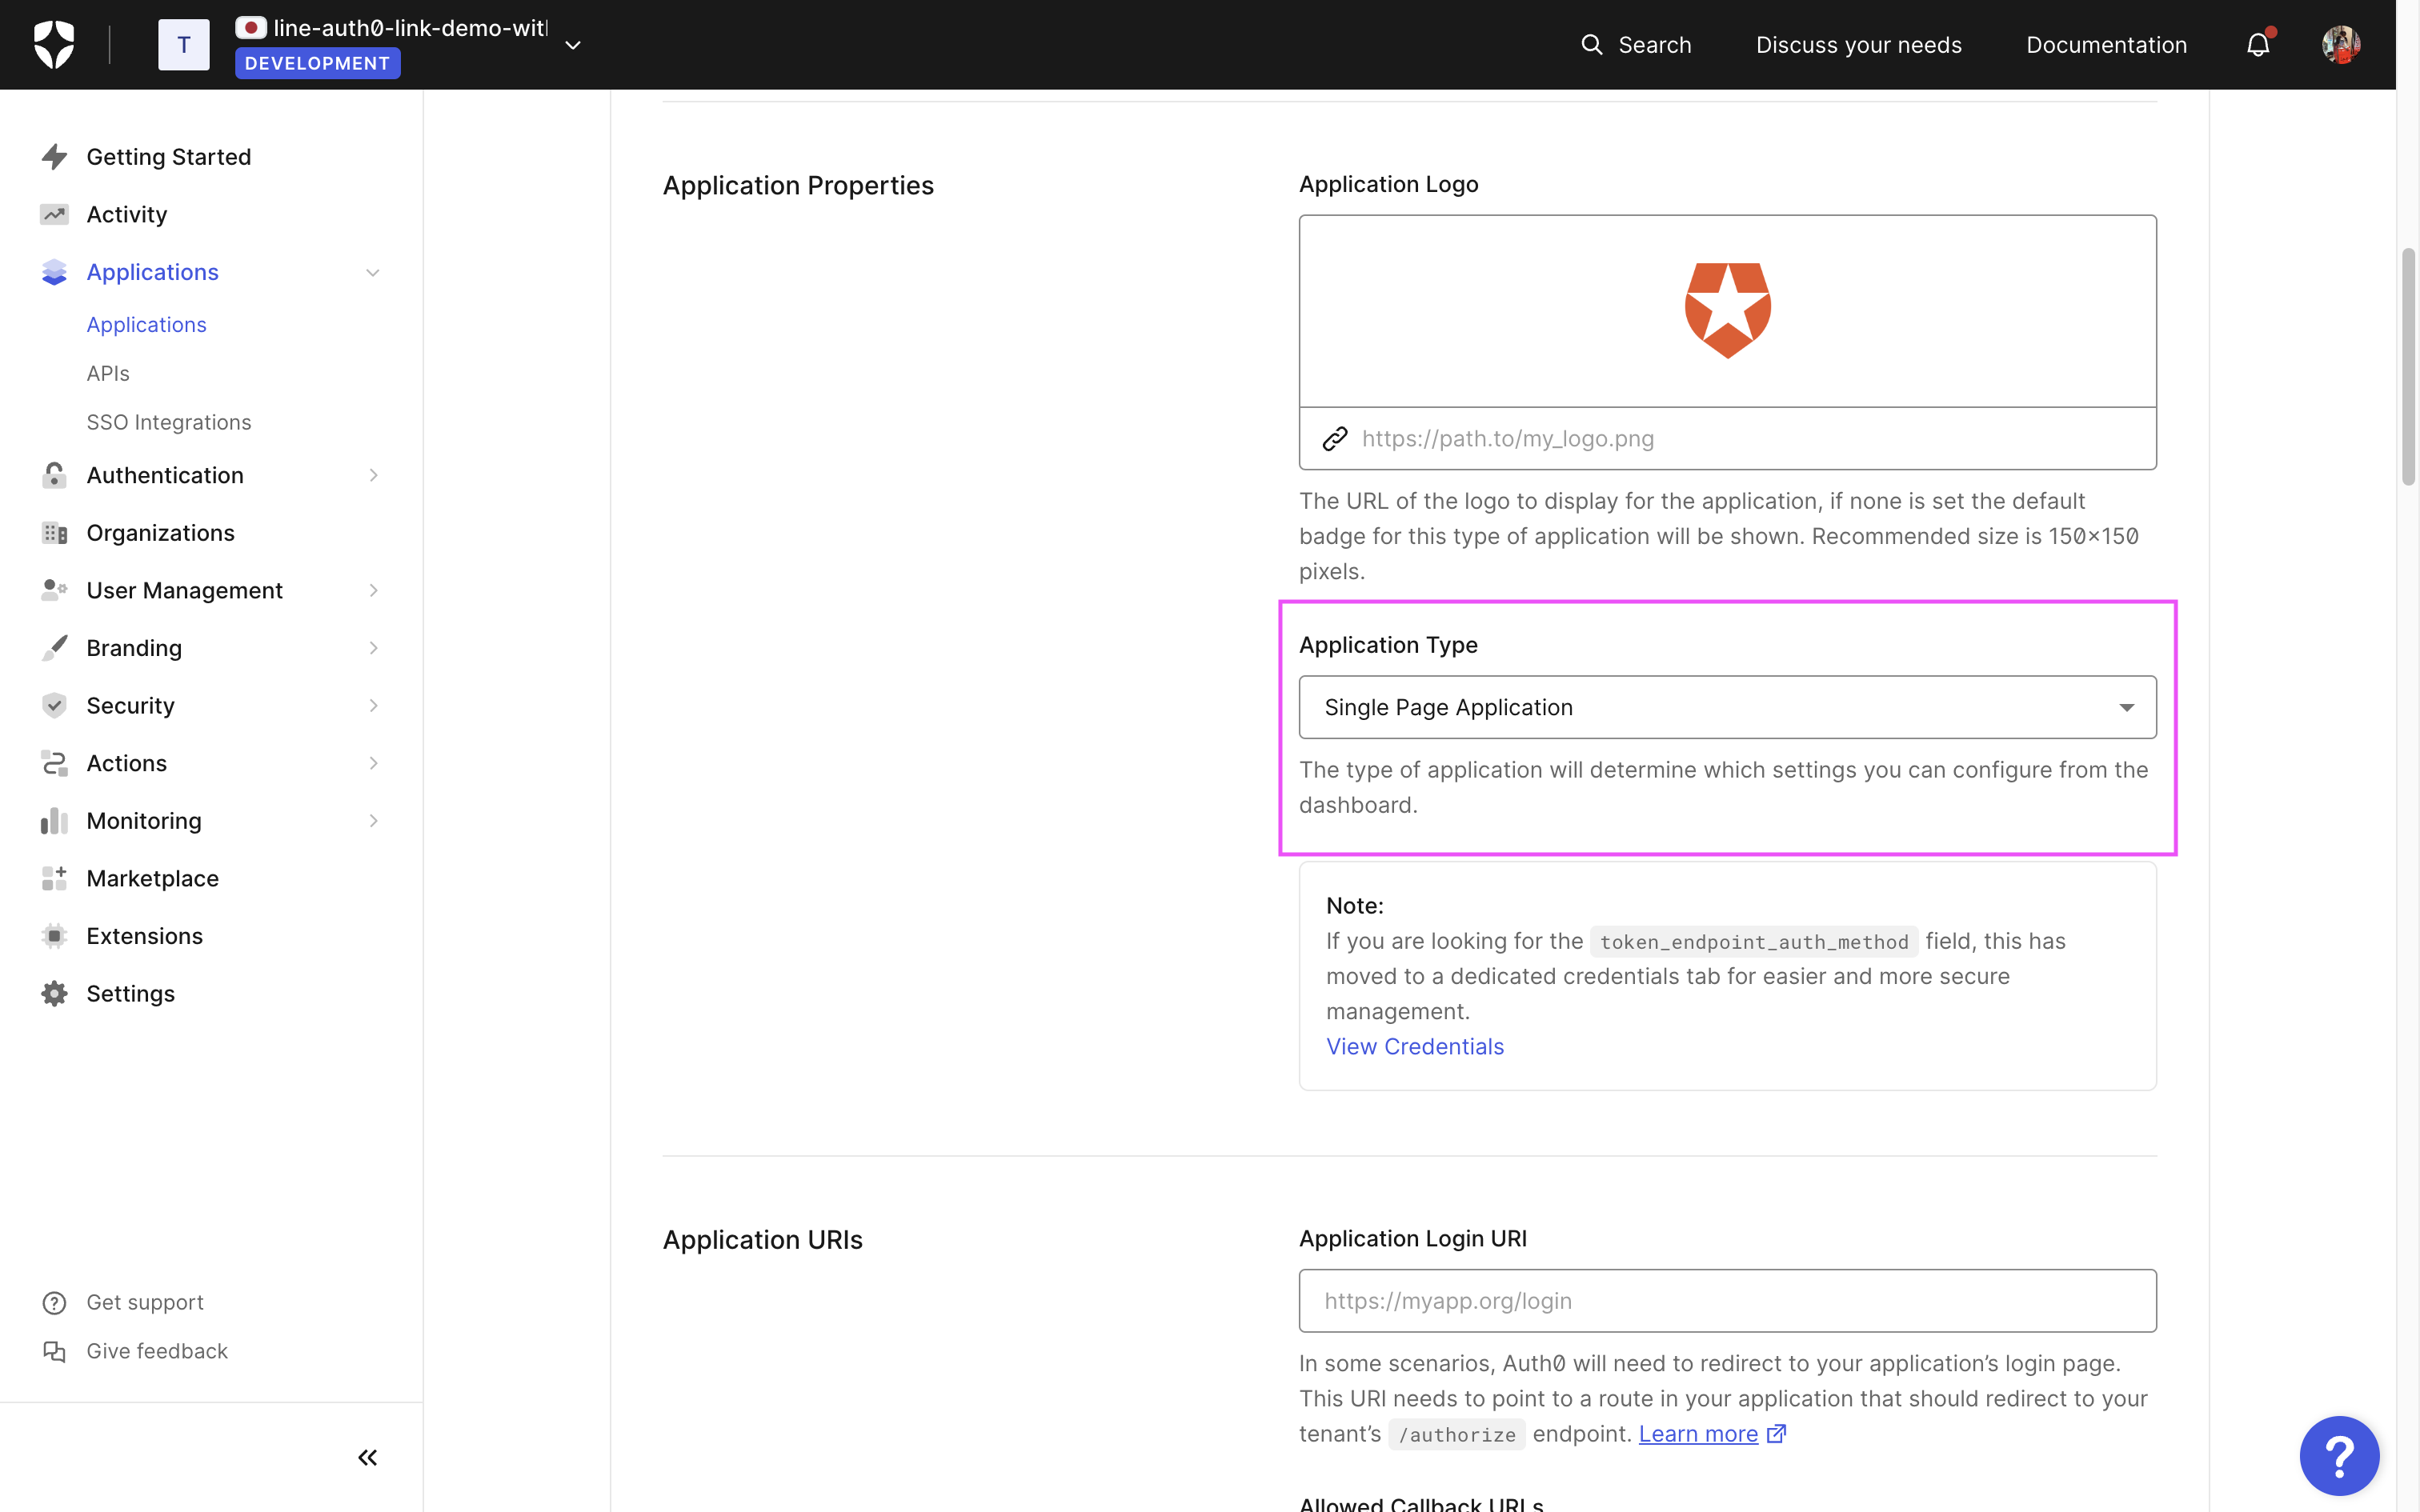 T
line-auth0-link-demo-wit
DEVELOPMENT
Search
Discuss your needs
Documentation
Getting Started
Activity
Applications
Applications
APIs
SSO Integrations
Authentication
Organizations
User Management
Branding
Security
Actions
Monitoring
Marketplace
Extensions
Settings
Get support
Give feedback
Application Properties
Application Logo
https://path.to/my_logo.png
The URL of the logo to display for the application, if none is set the default
badge for this type of application will be shown. Recommended size is 150x150
pixels.
Application Type
Single Page Application
The type of application will determine which settings you can configure from the
dashboard.
Note:
If you are looking for the token_endpoint_auth_method field, this has
moved to a dedicated credentials tab for easier and more secure
management.
View Credentials
Application URIs
Application Login URI
https://myapp.org/login
In some scenarios, Auth0 will need to redirect to your application’s login page.
This URI needs to point to a route in your application that should redirect to your
tenant’s /authorize endpoint. Learn more
Allowed Callback URLs
?